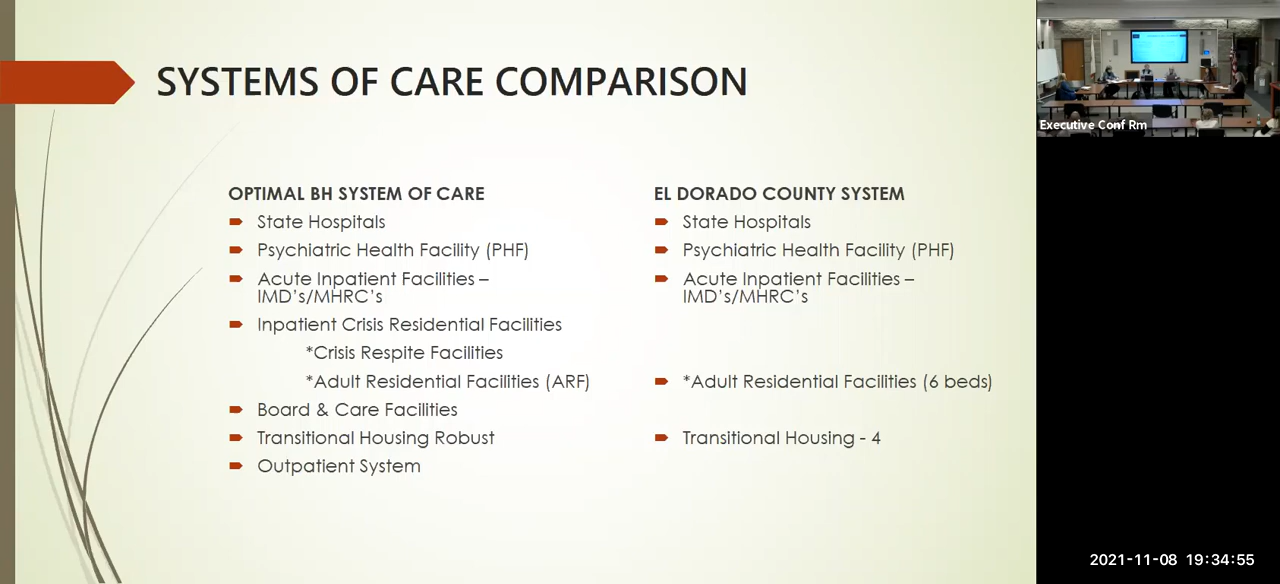 SYSTEMS OF CARE COMPARISON
OPTIMAL BH SYSTEM OF CARE
State Hospitals
Psychiatric Health Facility (PHF)
Acute Inpatient Facilities –
IMD's/MHRC's
Inpatient Crisis Residential Facilities
*Crisis Respite Facilities
*Adult Residential Facilities (ARF)
Board & Care Facilities
Transitional Housing Robust
Outpatient System
EL DORADO COUNTY SYSTEM
State Hospitals
Psychiatric Health Facility (PHF)
Acute Inpatient Facilities –
IMD's/MHRC's
*Adult Residential Facilities (6 beds)
Transitional Housing - 4
Executive Conf Rm
2021-11-08 19:34:55